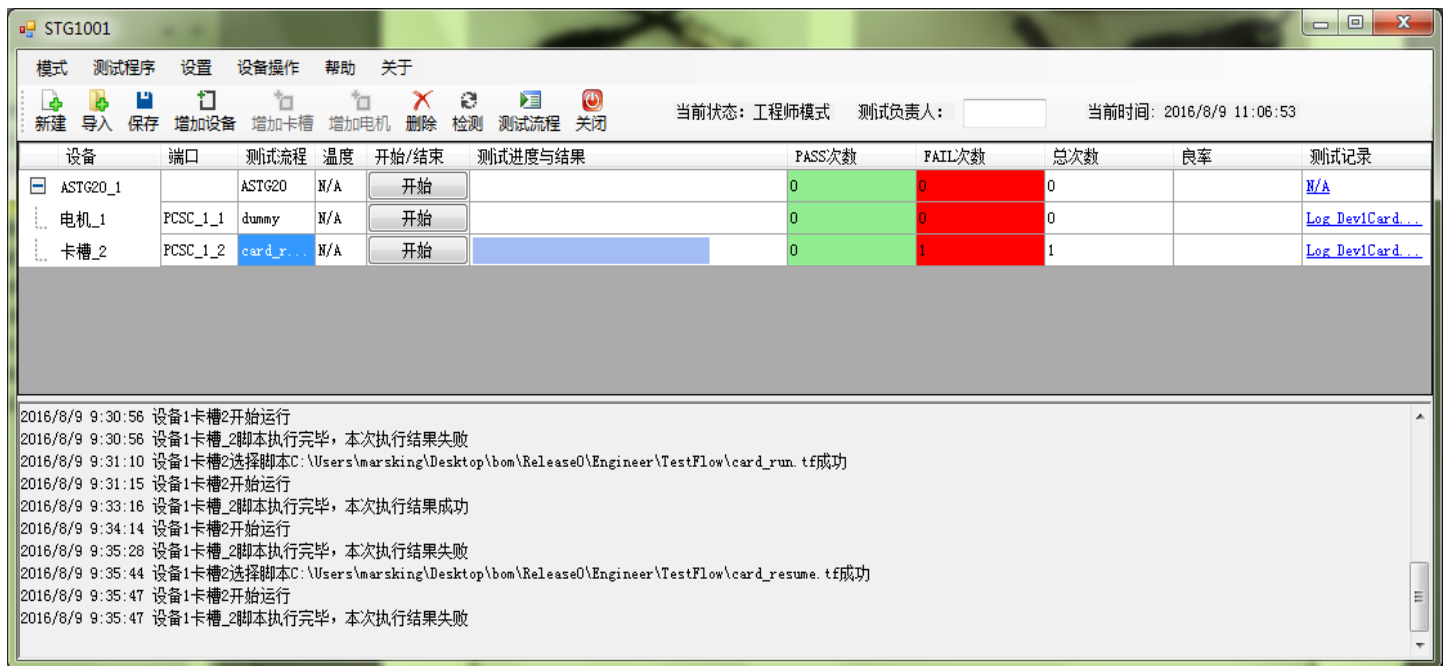 STG1001
模式 测试程序 设置 设备操作 帮助 关于
新建 导入 保存 增加设备 增加卡槽 增加电机 删除 检测 测试流程 关闭 当前状态: 工程师模式 测试负责人: 当前时间: 2016/8/9 11:06:53
设备 端口 测试流程 温度 开始/结束 测试进度与结果 PASS次数 FAIL次数 总次数 良率 测试记录
ASTG20_1 ASTG20 N/A 开始 0 0 0 N/A
电机_1 PCSC_1_1 dummy N/A 开始 0 0 0 Log_Dev1Card...
卡槽_2 PCSC_1_2 card_r... N/A 开始 0 1 1 Log_Dev1Card...
2016/8/9 9:30:56 设备1卡槽2开始运行
2016/8/9 9:30:56 设备1卡槽_2脚本执行完毕，本次执行结果失败
2016/8/9 9:31:10 设备1卡槽2选择脚本C:\Users\marsking\Desktop\bom\Release0\Engineer\TestFlow\card_run.tf成功
2016/8/9 9:31:15 设备1卡槽2开始运行
2016/8/9 9:33:16 设备1卡槽_2脚本执行完毕，本次执行结果成功
2016/8/9 9:34:14 设备1卡槽2开始运行
2016/8/9 9:35:28 设备1卡槽_2脚本执行完毕，本次执行结果失败
2016/8/9 9:35:44 设备1卡槽2选择脚本C:\Users\marsking\Desktop\bom\Release0\Engineer\TestFlow\card_resume.tf成功
2016/8/9 9:35:47 设备1卡槽2开始运行
2016/8/9 9:35:47 设备1卡槽_2脚本执行完毕，本次执行结果失败